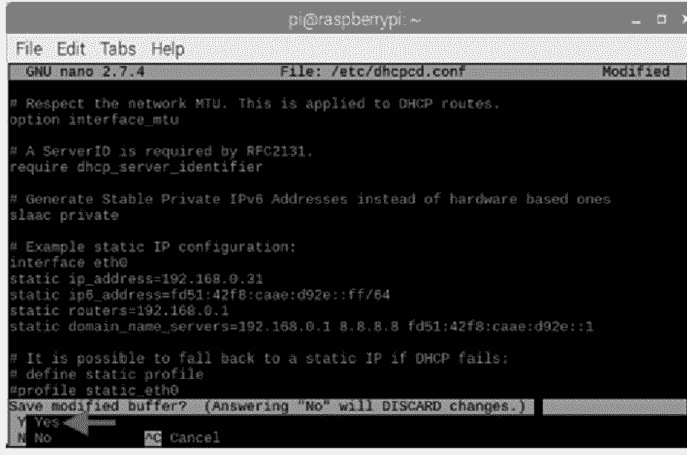 pi@raspberrypi: ~
File Edit Tabs Help
GNU nano 2.7.4 File: /etc/dhcpcd.conf Modified
# Respect the network MTU. This is applied to DHCP routes.
option interface_mtu
# A ServerID is required by RFC2131.
require dhcp_server_identifier
# Generate Stable Private IPv6 Addresses instead of hardware based ones
slaac private
# Example static IP configuration:
interface eth0
static ip_address=192.168.0.31
static ip6_address=fd51:42f8:caae:d92e::ff/64
static routers=192.168.0.1
static domain_name_servers=192.168.0.1 8.8.8.8 fd51:42f8:caae:d92e::1
# It is possible to fall back to a static IP if DHCP fails:
# define static profile
#profile static_eth0
Save modified buffer? (Answering "No" will DISCARD changes.)
Y Yes
N No ^C Cancel